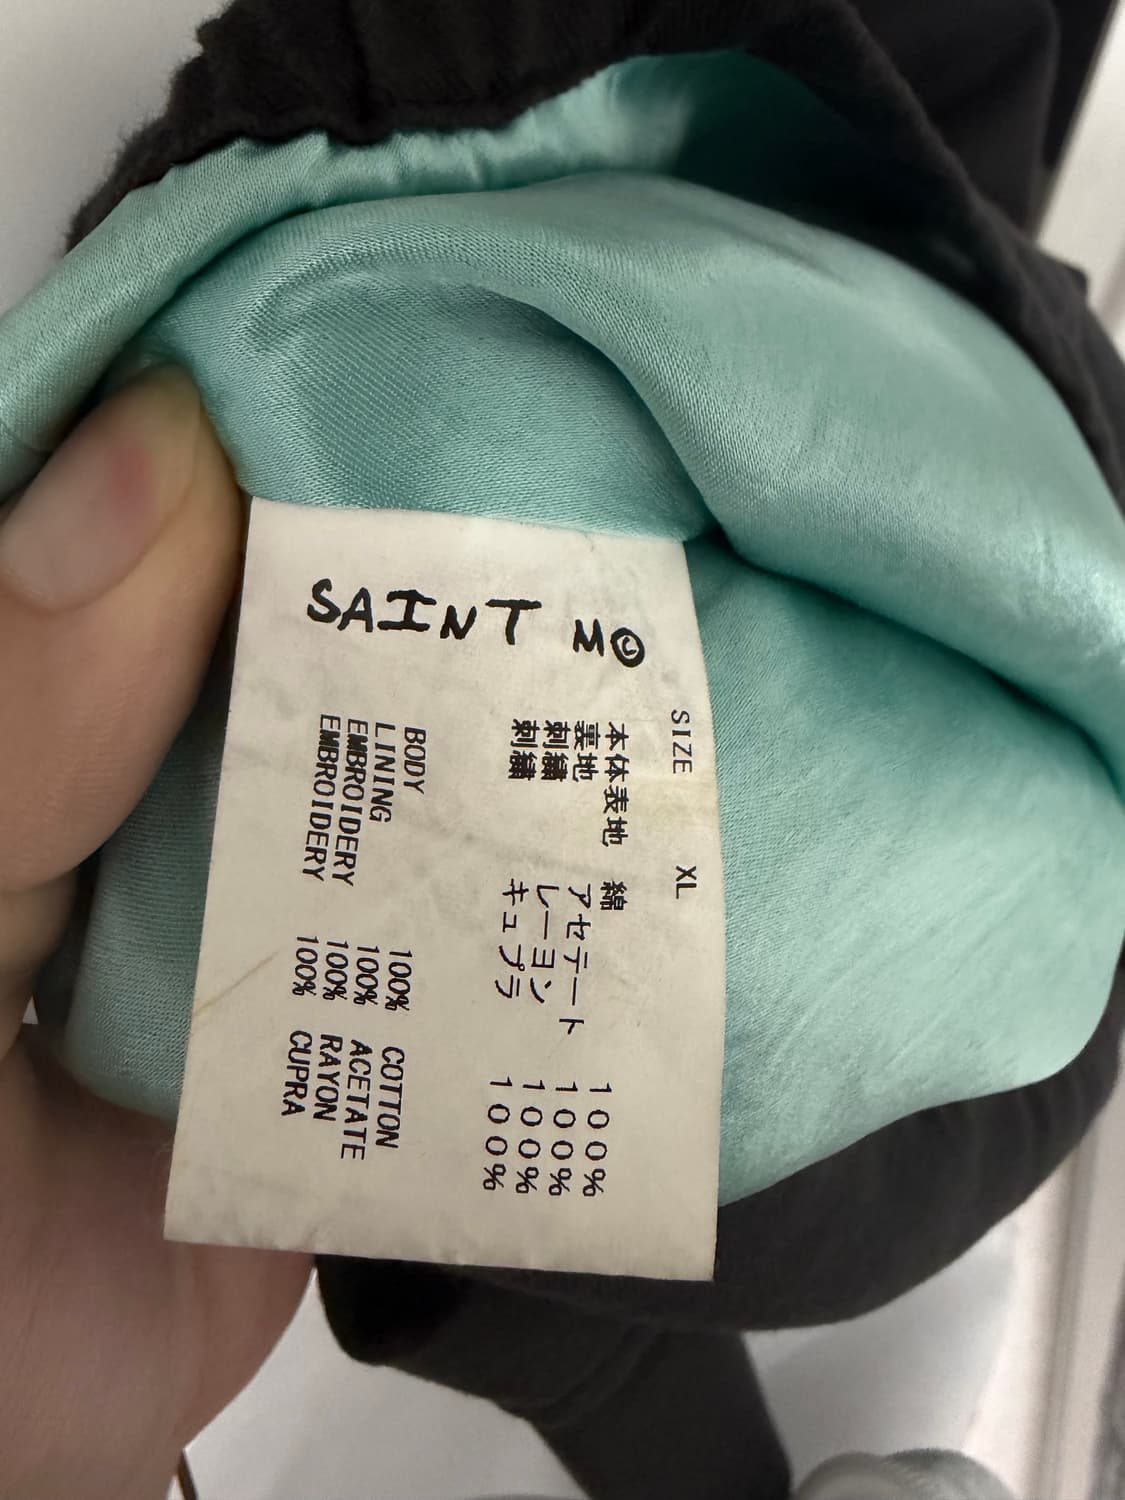 SAINT M
SIZE XL
本体表地 綿 100%
裏地 アセテート 100%
刺繍 レーヨン 100%
刺繍 キュプラ 100%
BODY 100% COTTON
LINING 100% ACETATE
EMBROIDERY 100% RAYON
EMBROIDERY 100% CUPRA